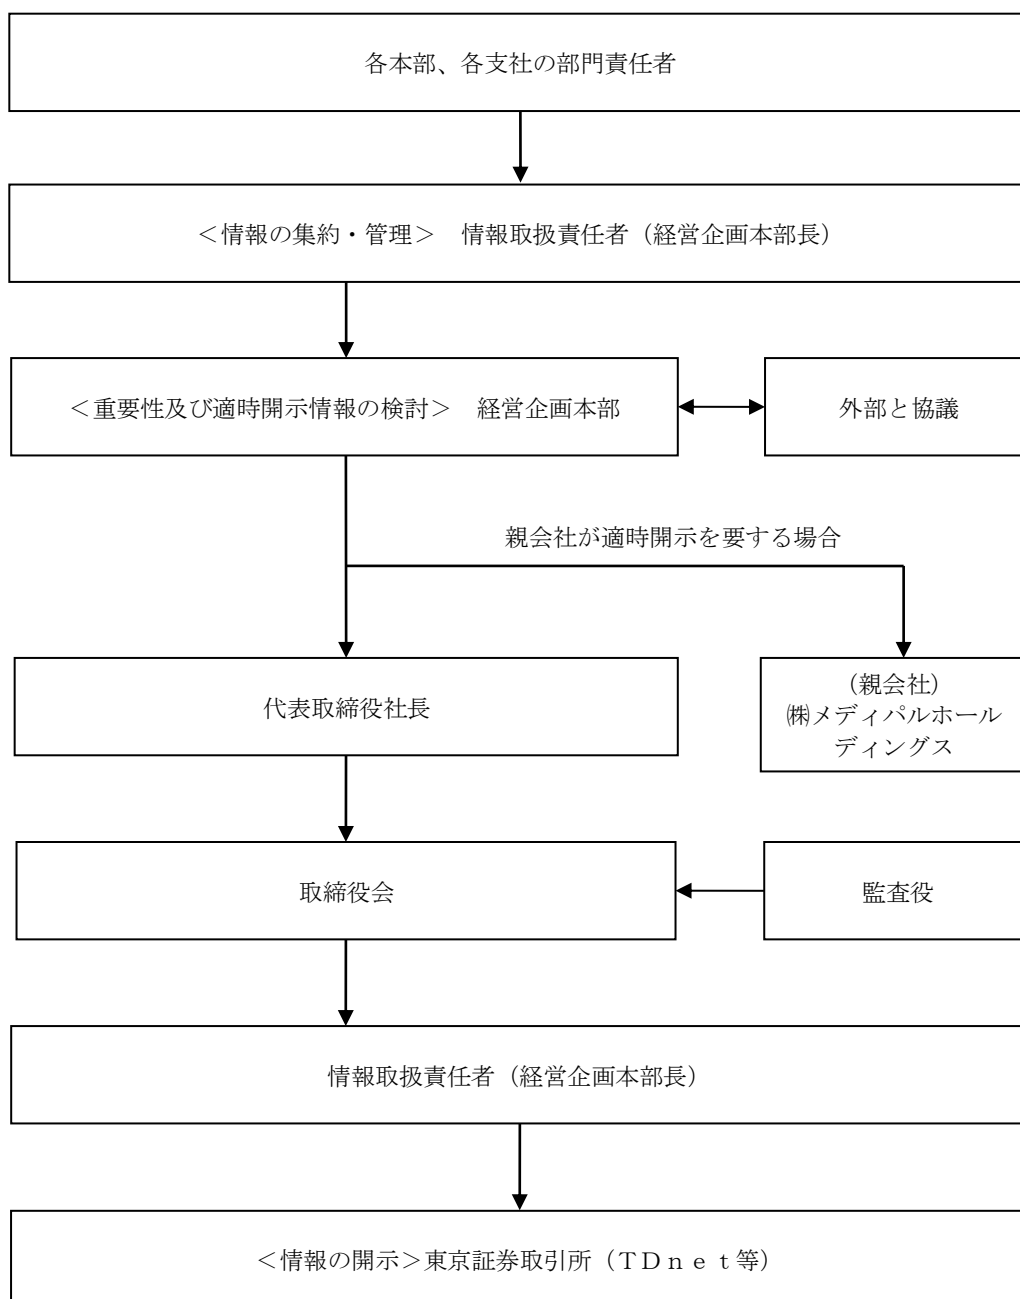 各本部、各支社の部門責任者
＜情報の集約・管理＞　情報取扱責任者（経営企画本部長）
＜重要性及び適時開示情報の検討＞　経営企画本部
外部と協議
親会社が適時開示を要する場合
代表取締役社長
（親会社）
㈱メディパルホール
ディングス
取締役会
監査役
情報取扱責任者（経営企画本部長）
＜情報の開示＞東京証券取引所（ＴＤｎｅｔ等）